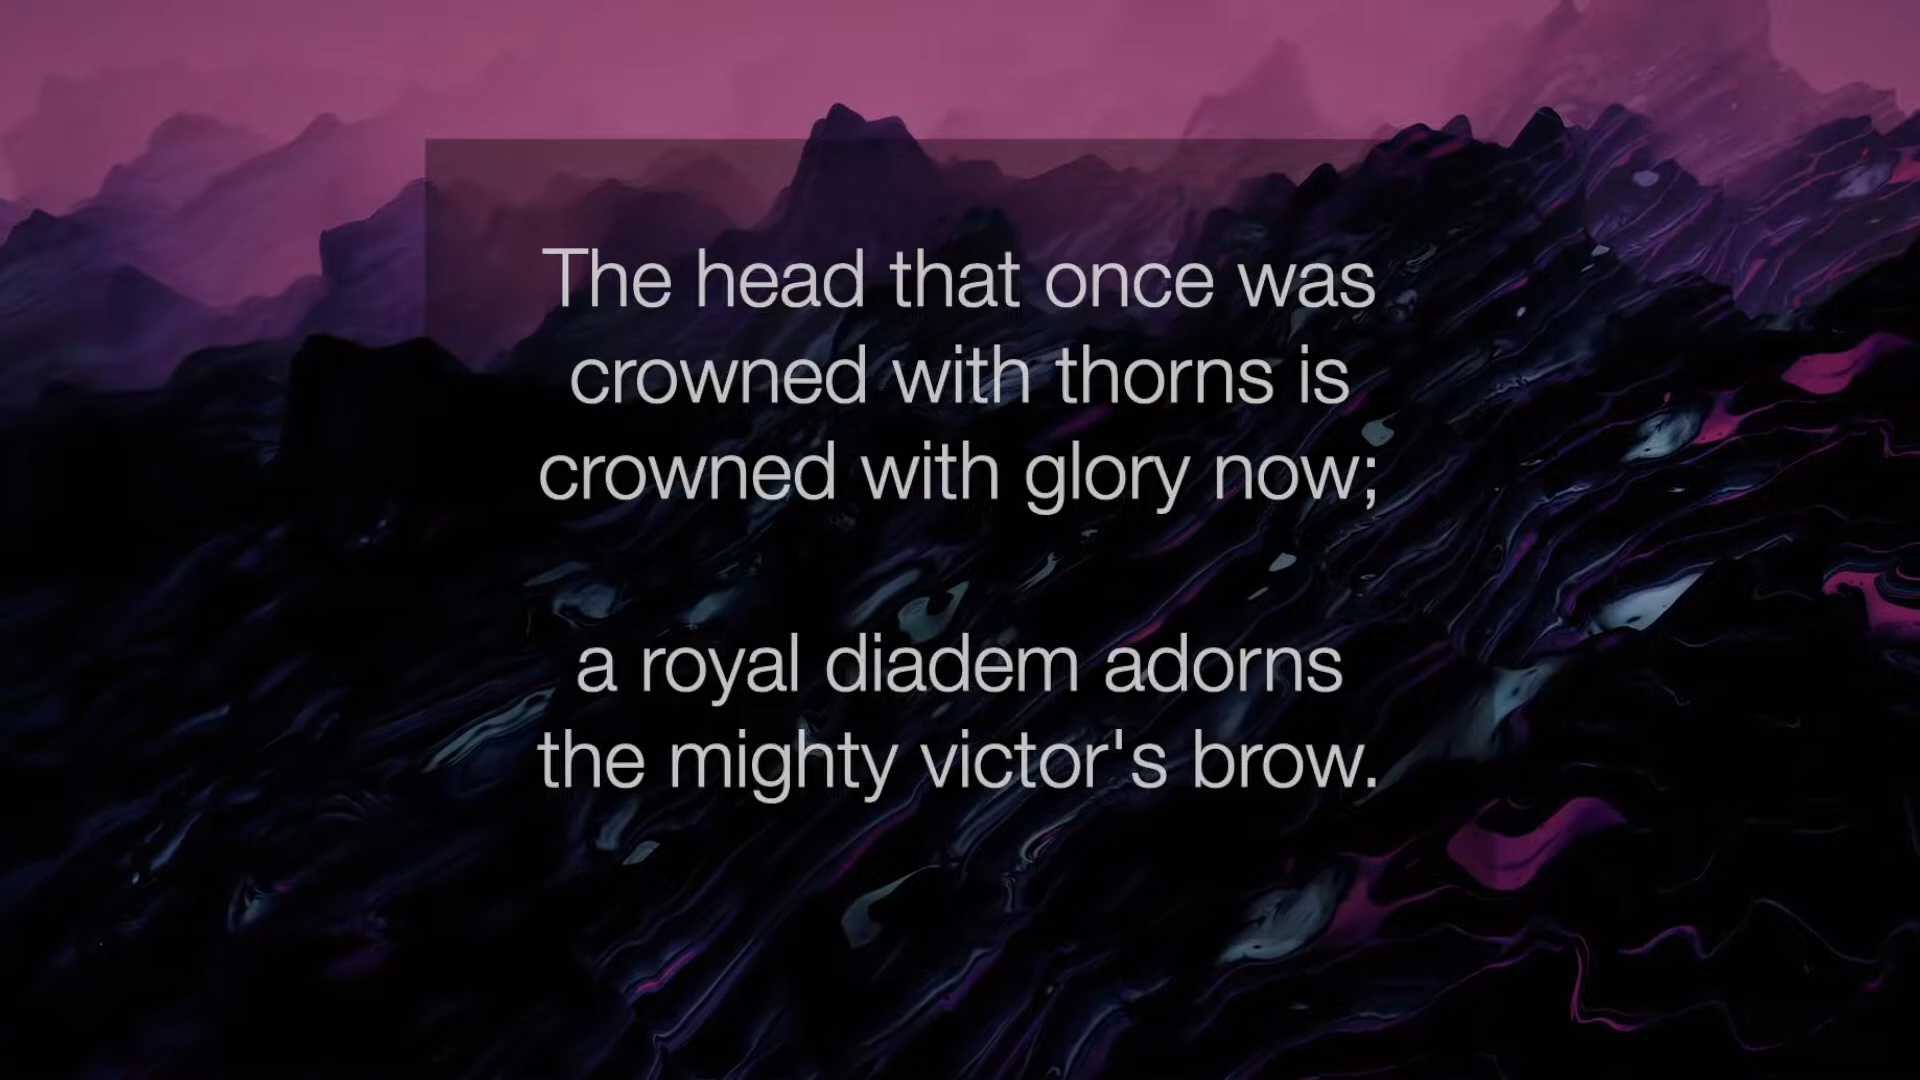 The head that once was
crowned with thorns is
crowned with glory now;
a royal diadem adorns
the mighty victor's brow.